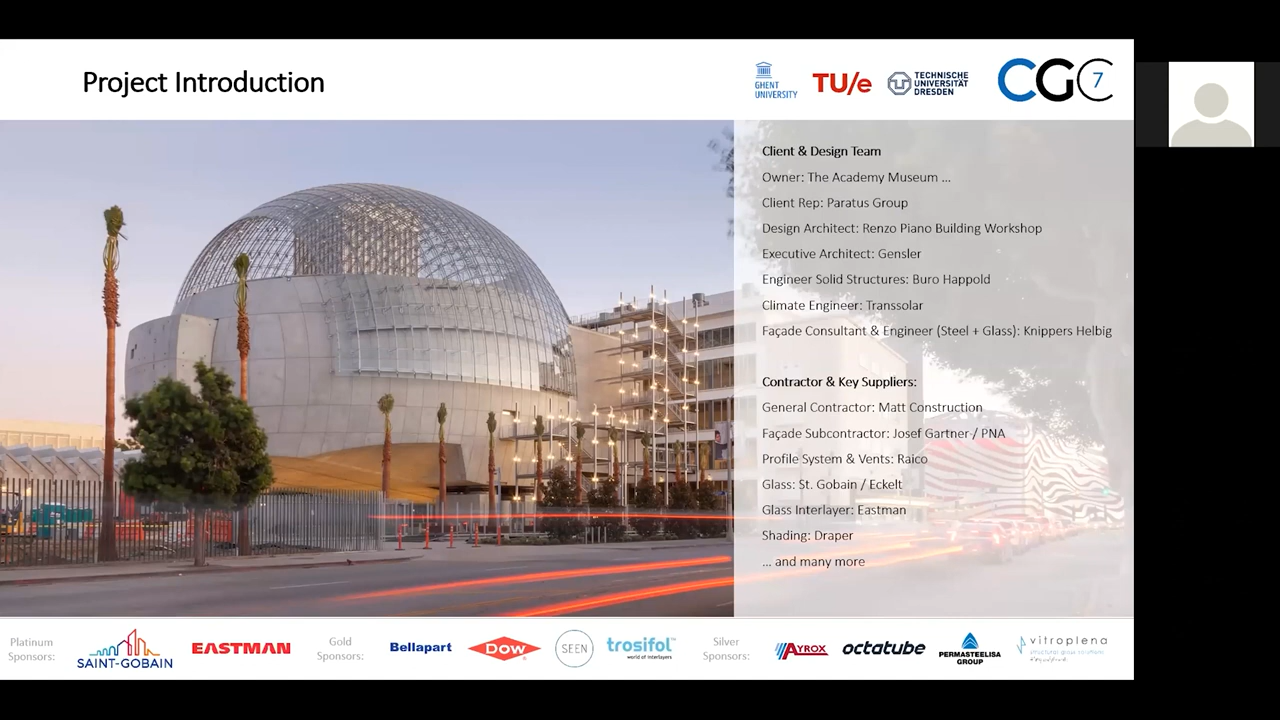 Project Introduction
GHENT
UNIVERSITY
TU/e
TECHNISCHE
UNIVERSITÄT
DRESDEN
CGC 7
Client & Design Team
Owner: The Academy Museum ...
Client Rep: Paratus Group
Design Architect: Renzo Piano Building Workshop
Executive Architect: Gensler
Engineer Solid Structures: Buro Happold
Climate Engineer: Transsolar
Façade Consultant & Engineer (Steel + Glass): Knippers Helbig
Contractor & Key Suppliers:
General Contractor: Matt Construction
Façade Subcontractor: Josef Gartner / PNA
Profile System & Vents: Raico
Glass: St. Gobain / Eckelt
Glass Interlayer: Eastman
Shading: Draper
... and many more
Platinum
Sponsors:
SAINT-GOBAIN
EASTMAN
Gold
Sponsors:
Bellapart
DOW
SEEN
trosifol™
world of interlayers
Silver
Sponsors:
AYROX
octatube
PERMASTEELISA
GROUP
vitroplena
structural glass solutions